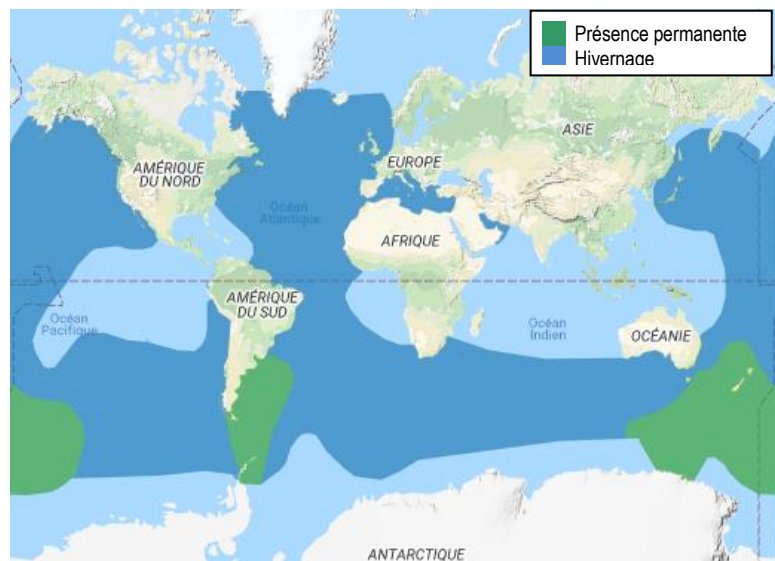 Présence permanente
Hivernage
ASIE
EUROPE
AMÉRIQUE
DU NORD
Océan
Atlantique
AFRIQUE
AMÉRIQUE
DU SUD
Océan
Pacifique
Océan
Indien
OCÉANIE
ANTARCTIQUE